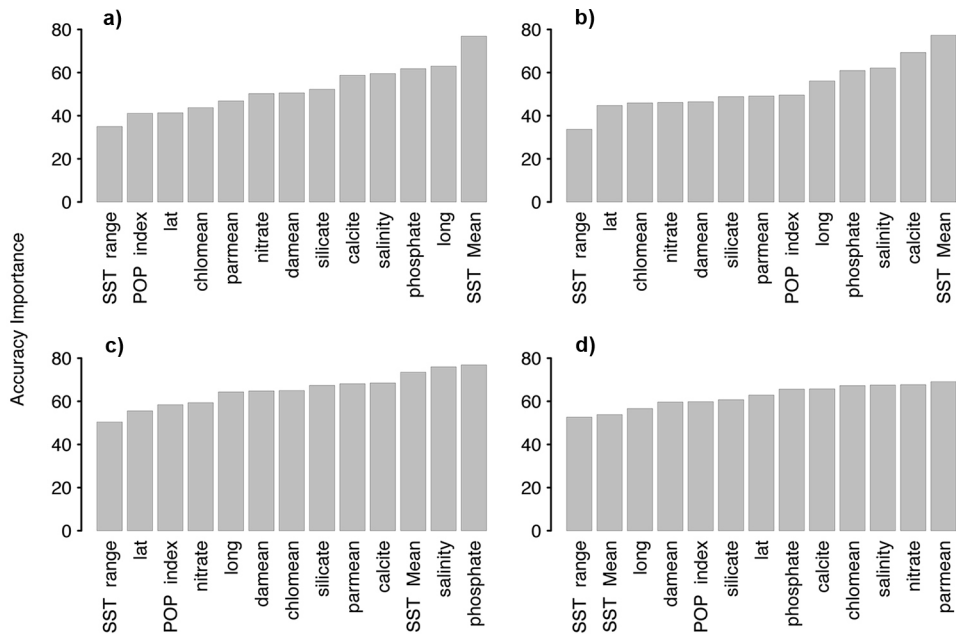 Accuracy Importance
a)
80
60
40
20
0
SST range
POP index
lat
chlomean
parmean
nitrate
damean
silicate
calcite
salinity
phosphate
long
SST Mean
b)
80
60
40
20
0
SST range
lat
chlomean
nitrate
damean
silicate
parmean
POP index
long
phosphate
salinity
calcite
SST Mean
c)
80
60
40
20
0
SST range
lat
POP index
nitrate
long
damean
chlomean
silicate
parmean
calcite
SST Mean
salinity
phosphate
d)
80
60
40
20
0
SST range
SST Mean
long
damean
POP index
silicate
lat
phosphate
calcite
chlomean
salinity
nitrate
parmean